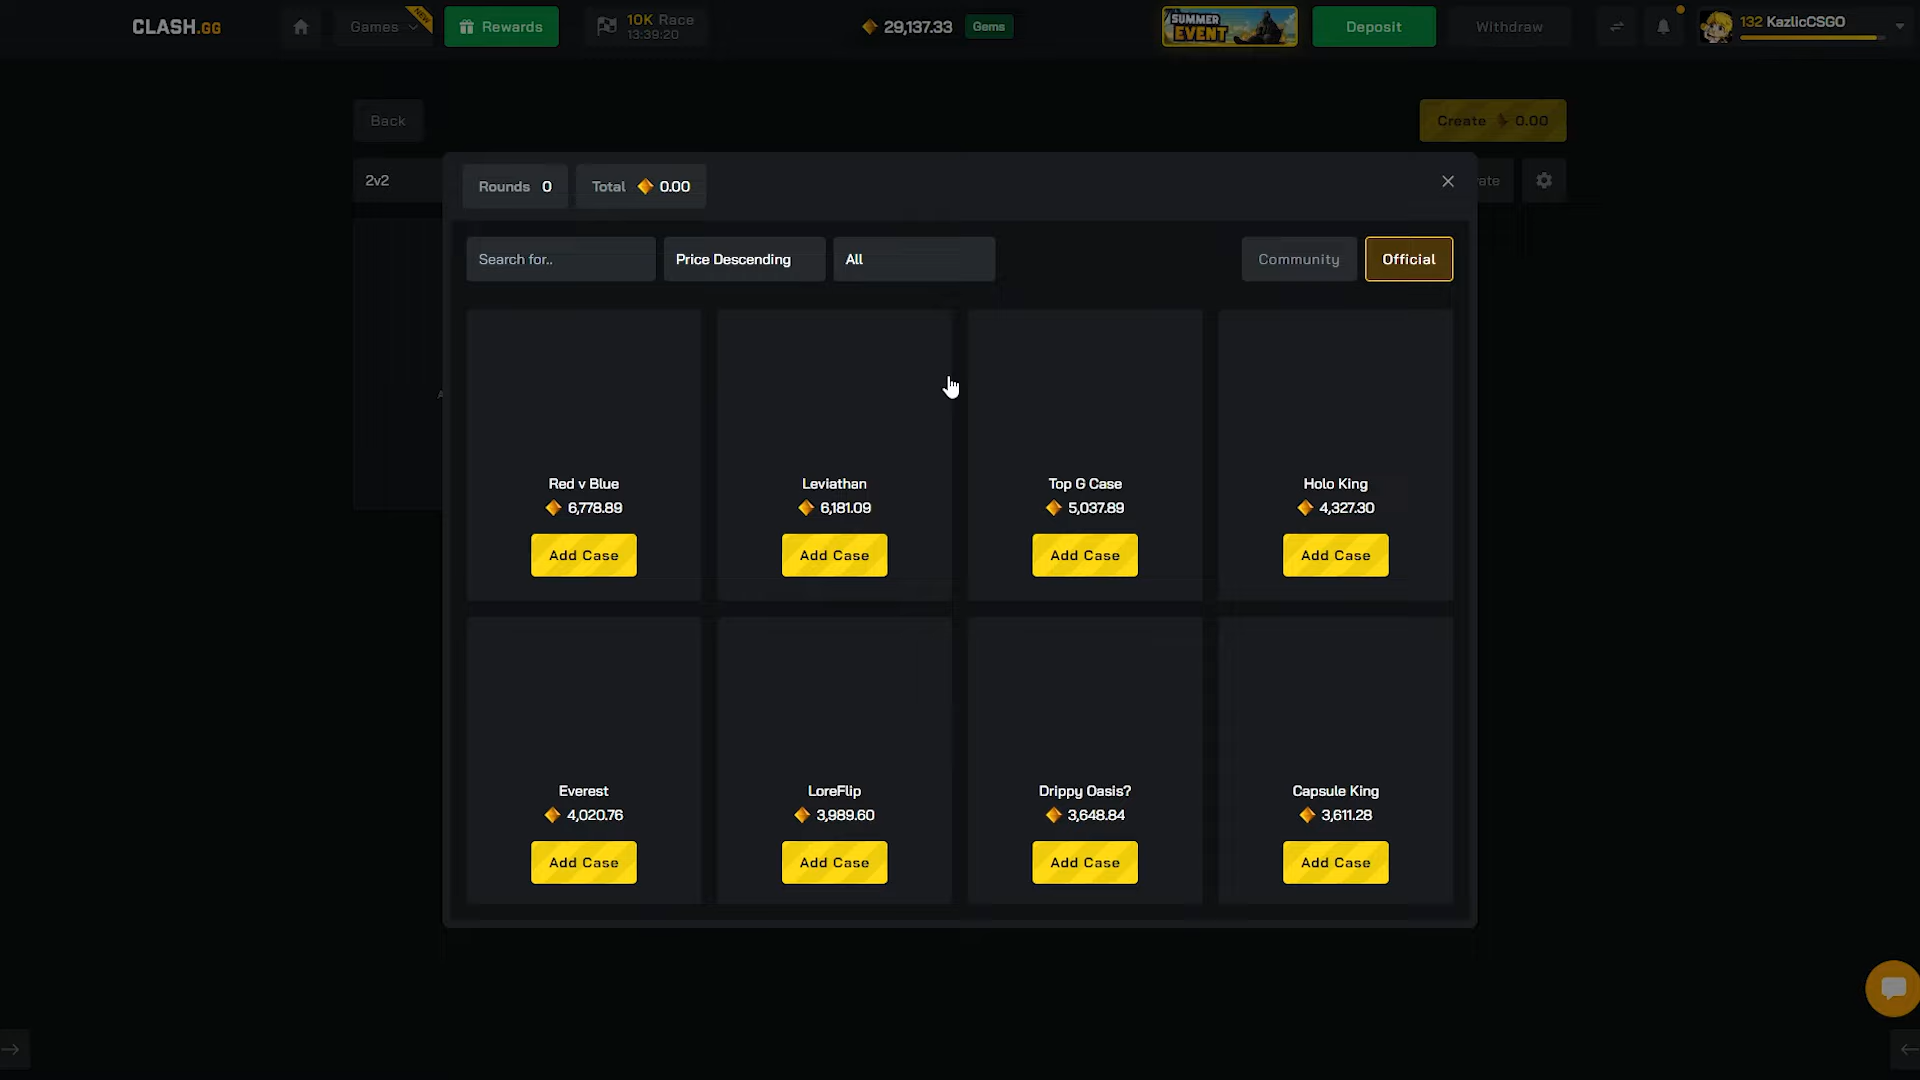 CLASH.GG
Games
NEW
Rewards
10K Race
13:39:20
29,137.33
Gems
SUMMER
EVENT
Deposit
Withdraw
132 KazlicCSGO
Back
Create 0.00
2v2
Rounds 0
Total 0.00
ate
Search for..
Price Descending
All
Community
Official
A
Red v Blue
6,778.89
Add Case
Leviathan
6,181.09
Add Case
Top G Case
5,037.89
Add Case
Holo King
4,327.30
Add Case
Everest
4,020.76
Add Case
LoreFlip
3,989.60
Add Case
Drippy Oasis?
3,648.84
Add Case
Capsule King
3,611.28
Add Case